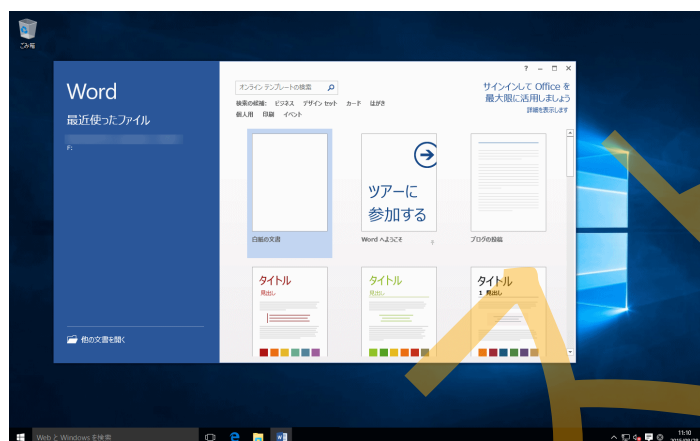 ごみ箱
Word
最近使ったファイル
F:
他の文書を開く
オンライン テンプレートの検索
検索の候補: ビジネス デザイン セット カード はがき
個人用 印刷 イベント
サインインして Office を
最大限に活用しましょう
詳細を表示します
白紙の文書
ツアーに
参加する
Word へようこそ
ブログの投稿
タイトル
見出し
タイトル
見出し
タイトル
1 見出し
Web と Windows を検索
11:10